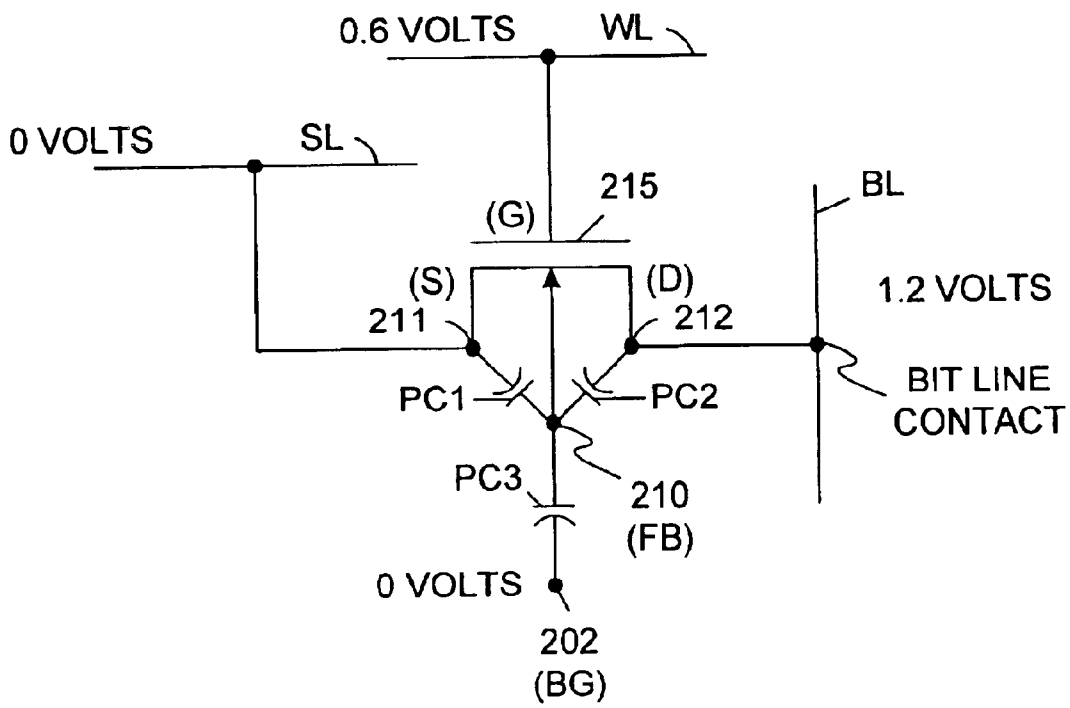 0.6 VOLTS
WL
0 VOLTS
SL
215
BL
(G)
(S)
(D)
1.2 VOLTS
211
212
PC1
PC2
BIT LINE
CONTACT
PC3
210
(FB)
0 VOLTS
202
(BG)